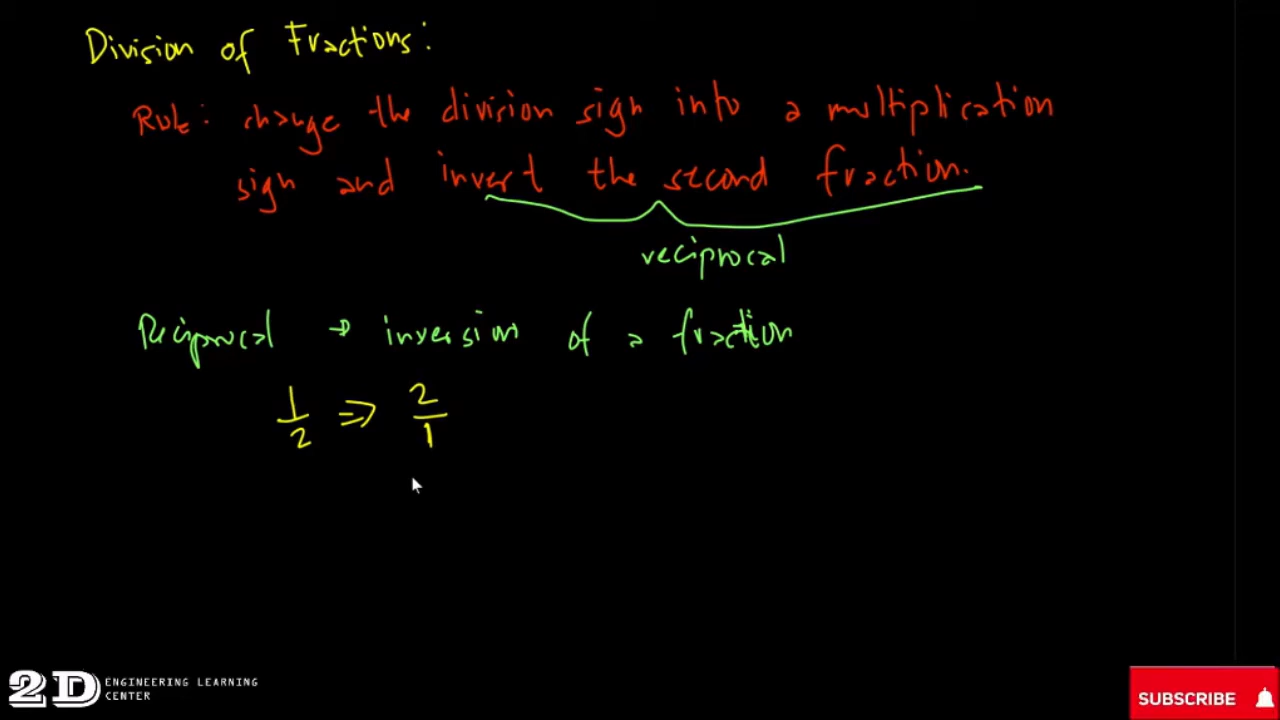 Division of Fractions:
Rule: change the division sign into a multiplication
sign and invert the second fraction.
reciprocal
Reciprocal → inversion of a fraction
1/2 ⇒ 2/1
2D ENGINEERING LEARNING
CENTER
SUBSCRIBE